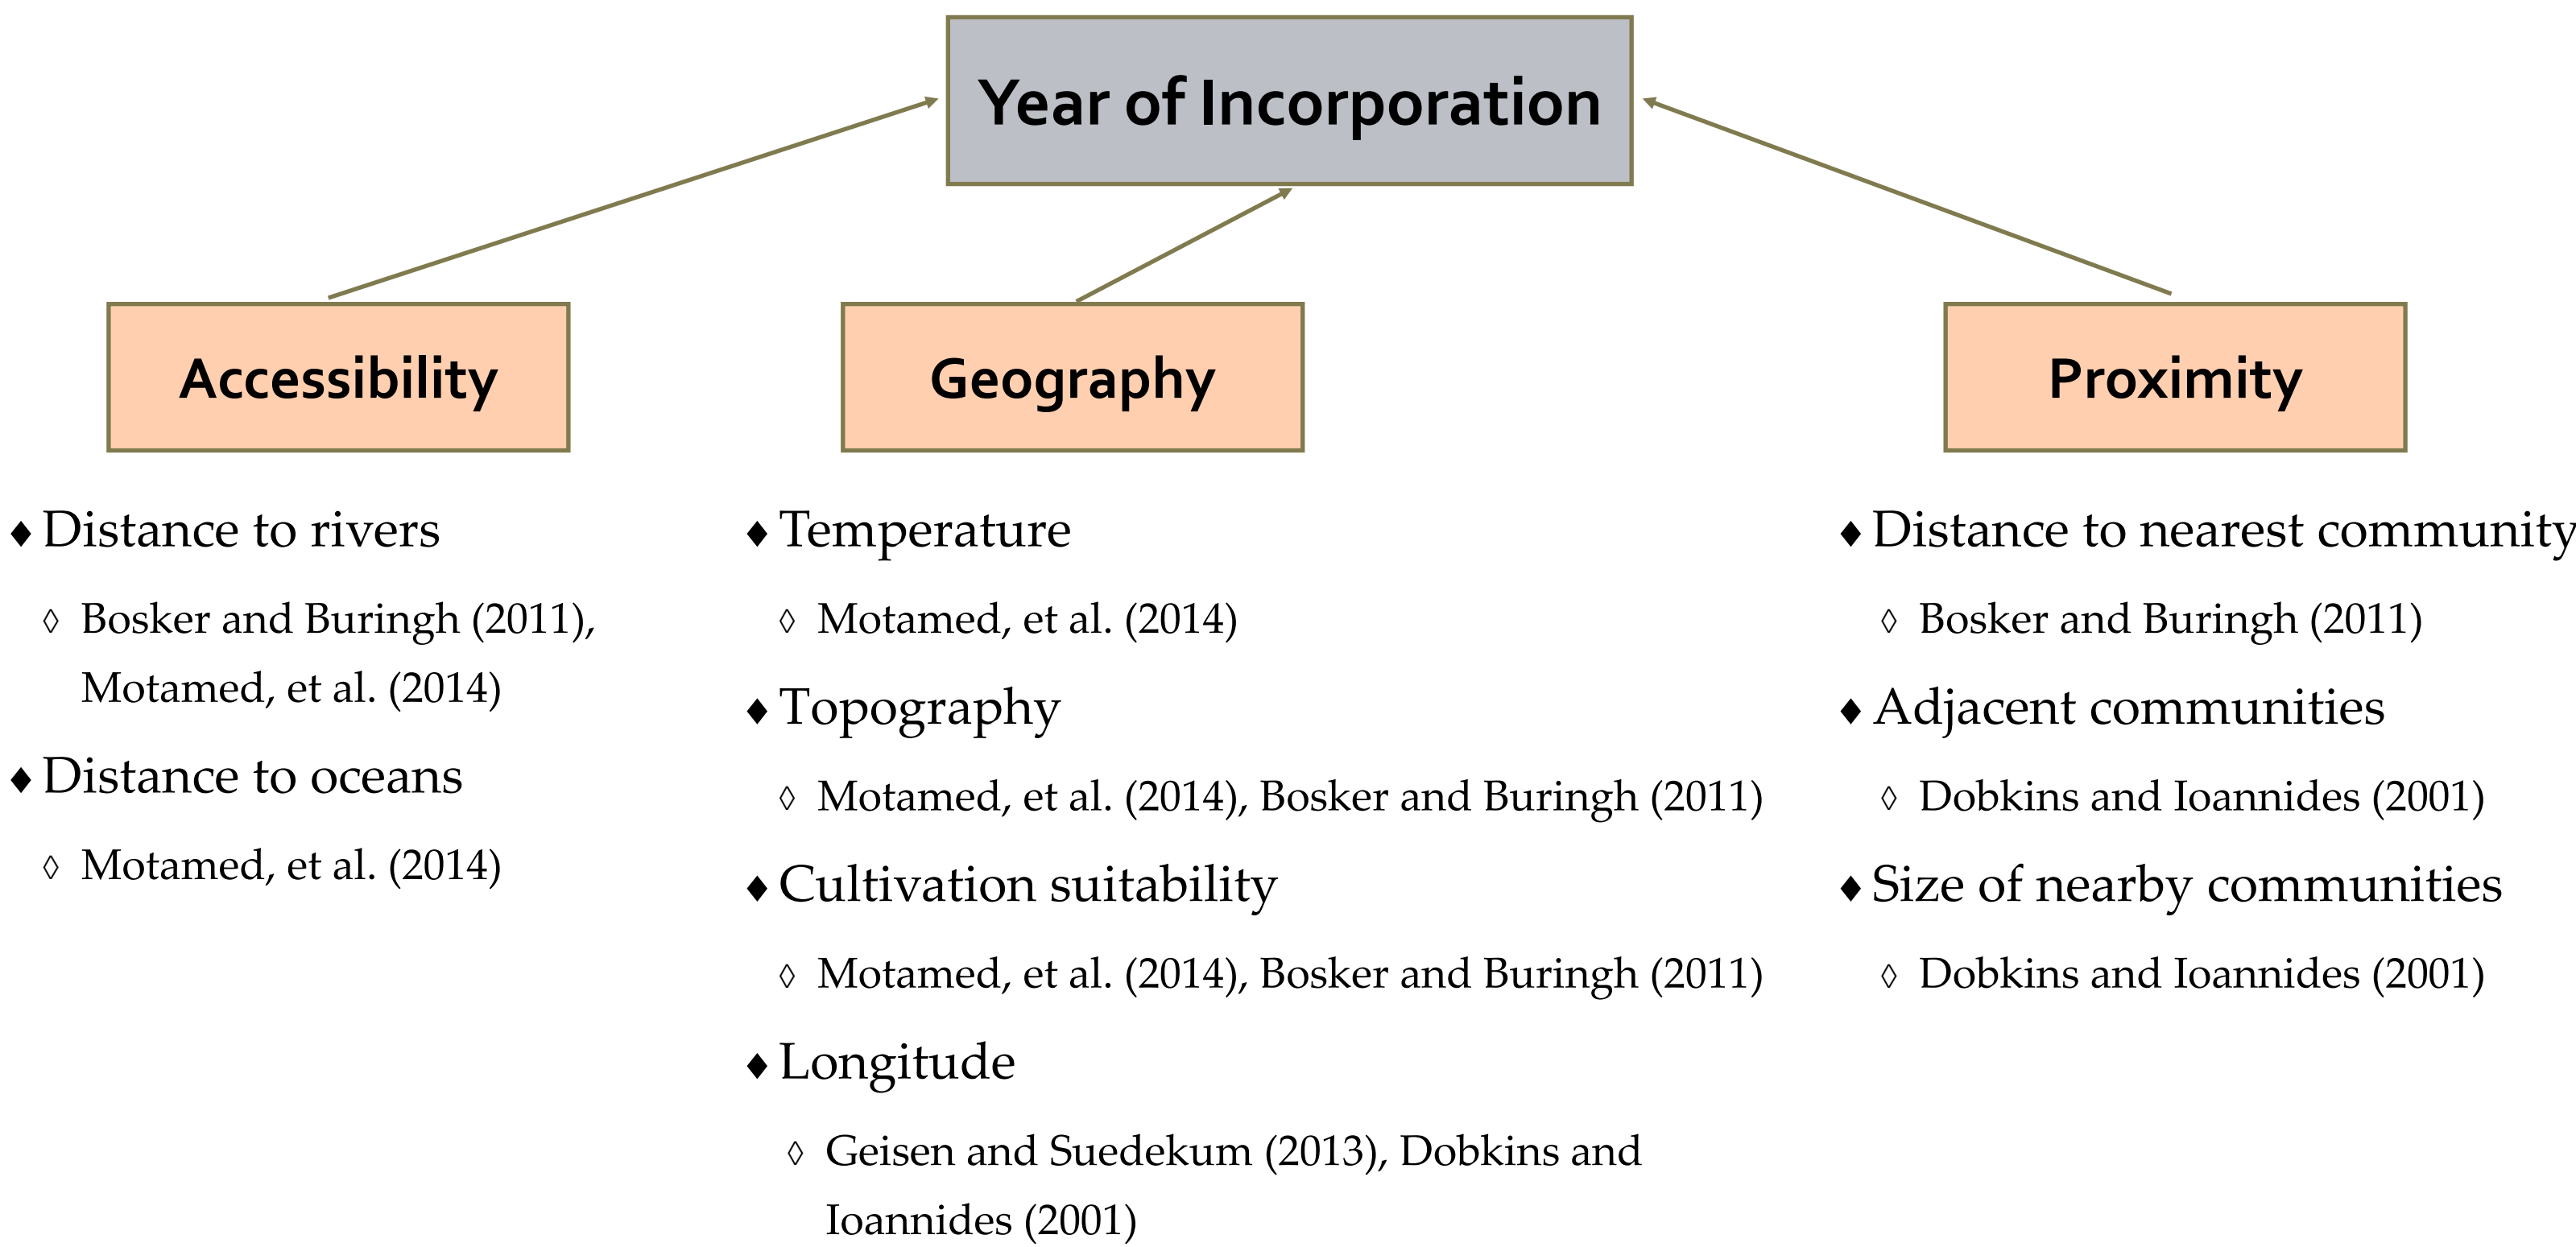 Year of Incorporation
Accessibility
♦ Distance to rivers
◊ Bosker and Buringh (2011),
Motamed, et al. (2014)
♦ Distance to oceans
◊ Motamed, et al. (2014)
Geography
♦ Temperature
◊ Motamed, et al. (2014)
♦ Topography
◊ Motamed, et al. (2014), Bosker and Buringh (2011)
♦ Cultivation suitability
◊ Motamed, et al. (2014), Bosker and Buringh (2011)
♦ Longitude
◊ Geisen and Suedekum (2013), Dobkins and
Ioannides (2001)
Proximity
♦ Distance to nearest community
◊ Bosker and Buringh (2011)
♦ Adjacent communities
◊ Dobkins and Ioannides (2001)
♦ Size of nearby communities
◊ Dobkins and Ioannides (2001)